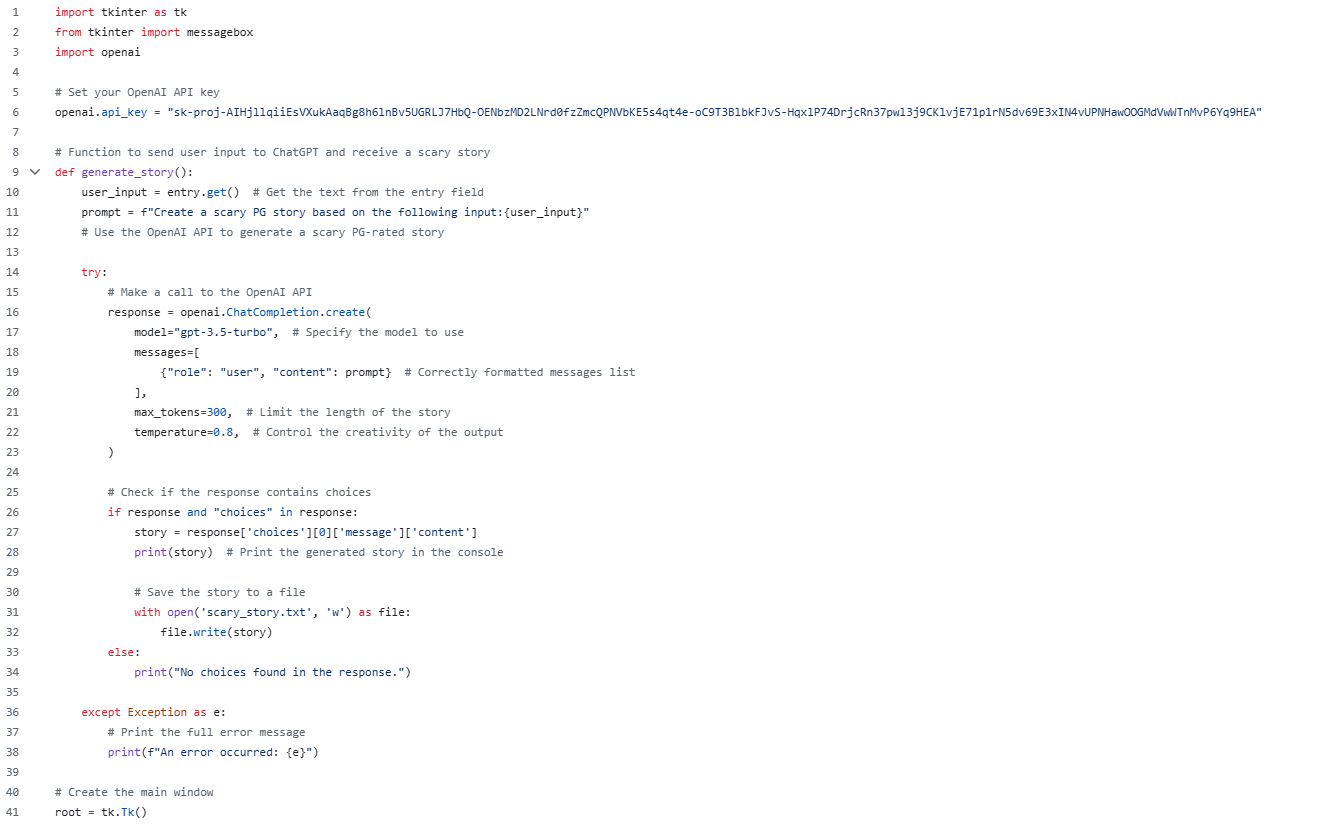 1 import tkinter as tk
2 from tkinter import messagebox
3 import openai
4
5 # Set your OpenAI API key
6 openai.api_key = ""
7
8 # Function to send user input to ChatGPT and receive a scary story
9 def generate_story():
10     user_input = entry.get()  # Get the text from the entry field
11     prompt = f"Create a scary PG story based on the following input:{user_input}"
12     # Use the OpenAI API to generate a scary PG-rated story
13
14     try:
15         # Make a call to the OpenAI API
16         response = openai.ChatCompletion.create(
17             model="gpt-3.5-turbo",  # Specify the model to use
18             messages=[
19                 {"role": "user", "content": prompt}  # Correctly formatted messages list
20             ],
21             max_tokens=300,  # Limit the length of the story
22             temperature=0.8,  # Control the creativity of the output
23         )
24
25         # Check if the response contains choices
26         if response and "choices" in response:
27             story = response['choices'][0]['message']['content']
28             print(story)  # Print the generated story in the console
29
30             # Save the story to a file
31             with open('scary_story.txt', 'w') as file:
32                 file.write(story)
33         else:
34             print("No choices found in the response.")
35
36     except Exception as e:
37         # Print the full error message
38         print(f"An error occurred: {e}")
39
40 # Create the main window
41 root = tk.Tk()